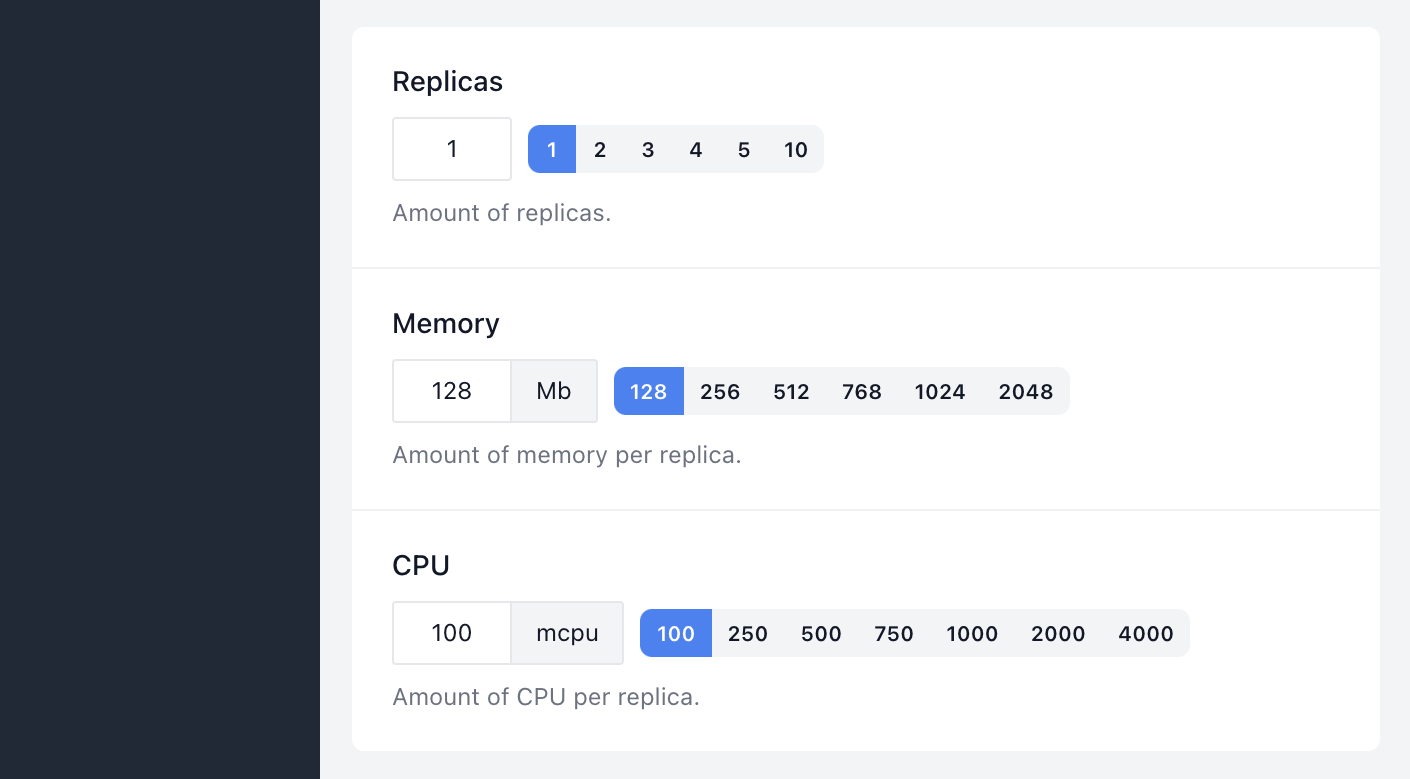 Replicas
1 1 2 3 4 5 10
Amount of replicas.
Memory
128 Mb 128 256 512 768 1024 2048
Amount of memory per replica.
CPU
100 mcpu 100 250 500 750 1000 2000 4000
Amount of CPU per replica.